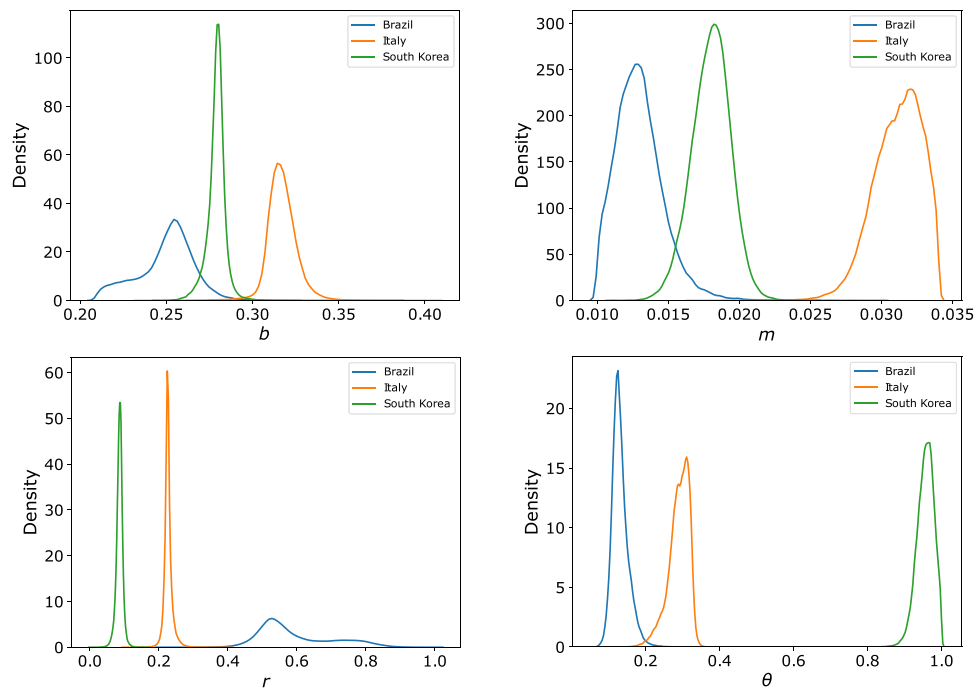 Brazil
Italy
South Korea
Density
100
80
60
40
20
0
0.20 0.25 0.30 0.35 0.40
b
Brazil
Italy
South Korea
Density
300
250
200
150
100
50
0
0.010 0.015 0.020 0.025 0.030 0.035
m
Brazil
Italy
South Korea
Density
60
50
40
30
20
10
0
0.0 0.2 0.4 0.6 0.8 1.0
r
Brazil
Italy
South Korea
Density
20
15
10
5
0
0.2 0.4 0.6 0.8 1.0
θ